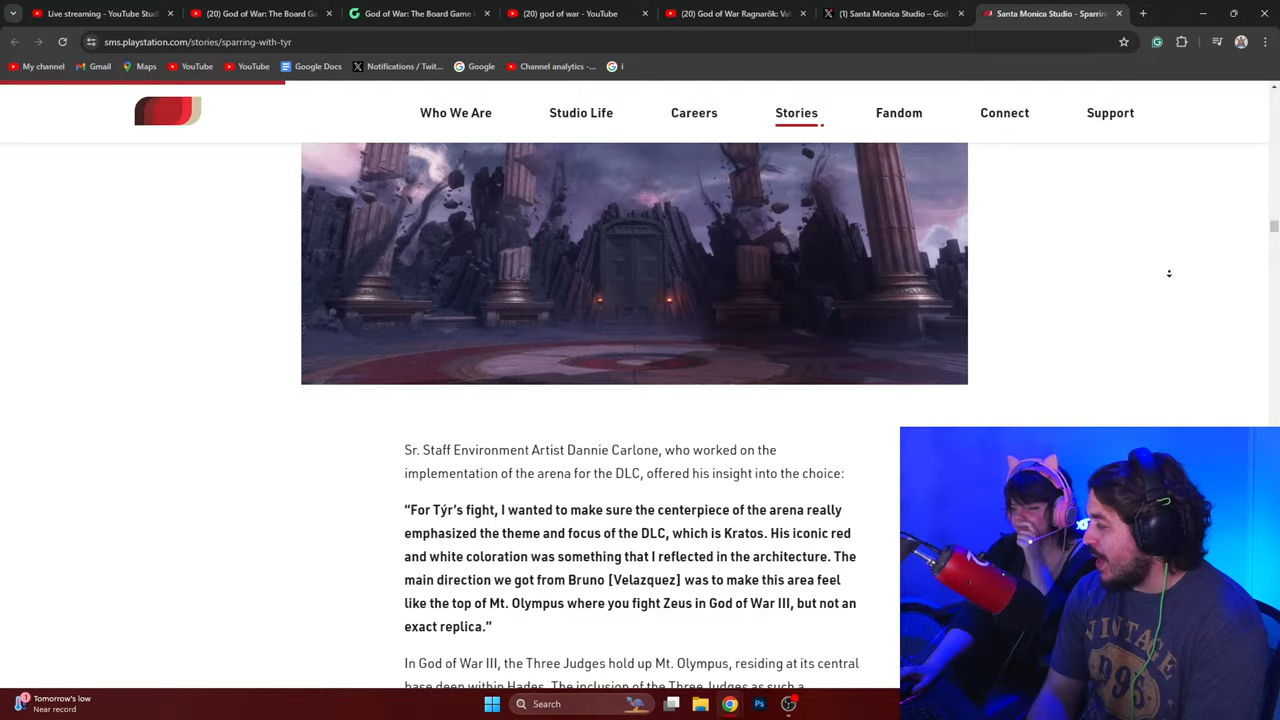 Live streaming - YouTube Stud
(20) God of War: The Board Ga
God of War: The Board Game
(20) god of war - YouTube
(20) God of War Ragnarök: Val
(1) Santa Monica Studio – God
Santa Monica Studio - Sparring
sms.playstation.com/stories/sparring-with-tyr
My channel
Gmail
Maps
YouTube
YouTube
Google Docs
Notifications / Twit...
Google
Channel analytics -...
Who We Are
Studio Life
Careers
Stories
Fandom
Connect
Support
Sr. Staff Environment Artist Dannie Carlone, who worked on the
implementation of the arena for the DLC, offered his insight into the choice:
“For Týr’s fight, I wanted to make sure the centerpiece of the arena really
emphasized the theme and focus of the DLC, which is Kratos. His iconic red
and white coloration was something that I reflected in the architecture. The
main direction we got from Bruno [Velazquez] was to make this area feel
like the top of Mt. Olympus where you fight Zeus in God of War III, but not an
exact replica.”
In God of War III, the Three Judges hold up Mt. Olympus, residing at its central
base deep within Hades. The inclusion of the Three Judges as such a
VINTAGE
1
Tomorrow's low
Near record
Search